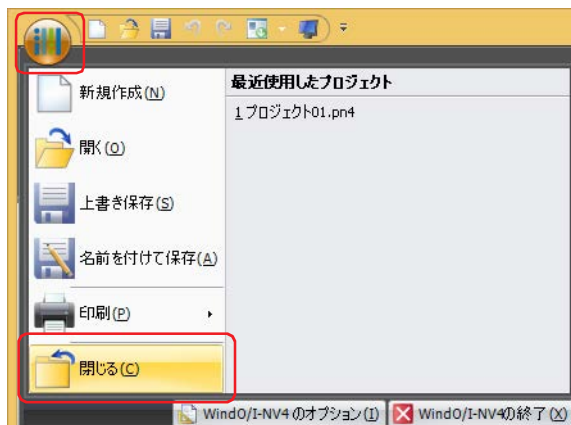 新規作成(N)
開く(O)
上書き保存(S)
名前を付けて保存(A)
印刷(P)
閉じる(C)
最近使用したプロジェクト
1 プロジェクト01.pn4
WindO/I-NV4 のオプション(I)
WindO/I-NV4の終了(X)